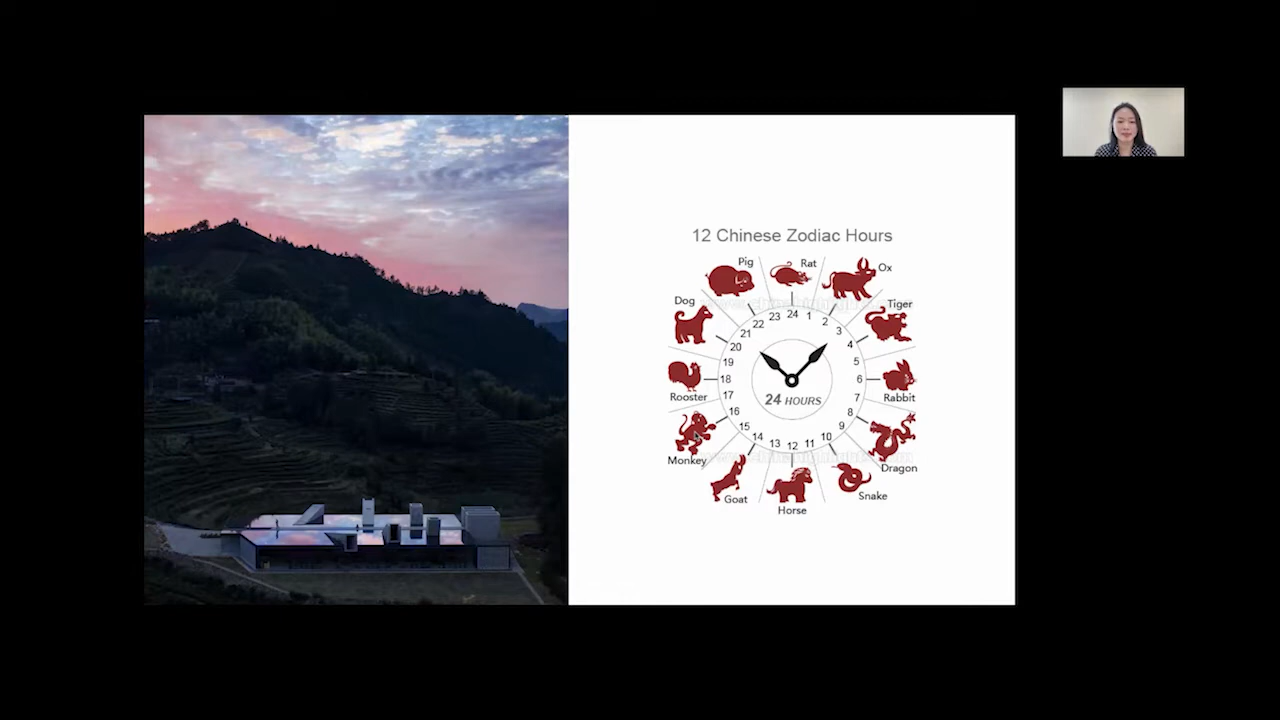 12 Chinese Zodiac Hours
Pig
Rat
Ox
Dog
Tiger
Rooster
Rabbit
Monkey
Dragon
Goat
Snake
Horse
24
1
2
3
4
5
6
7
8
9
10
11
12
13
14
15
16
17
18
19
20
21
22
23
24 HOURS